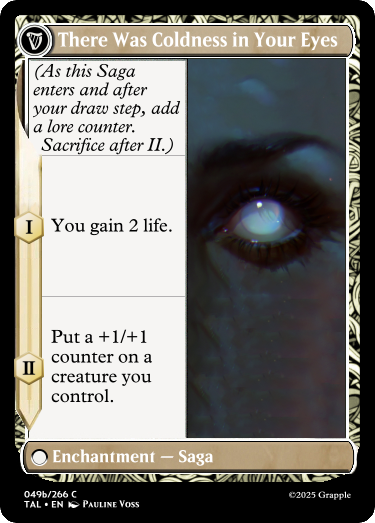 There Was Coldness in Your Eyes
(As this Saga
enters and after
your draw step, add
a lore counter.
Sacrifice after II.)
I
You gain 2 life.
II
Put a +1/+1
counter on a
creature you
control.
Enchantment — Saga
049b/266 C
TAL • EN Pauline Voss
©2025 Grapple